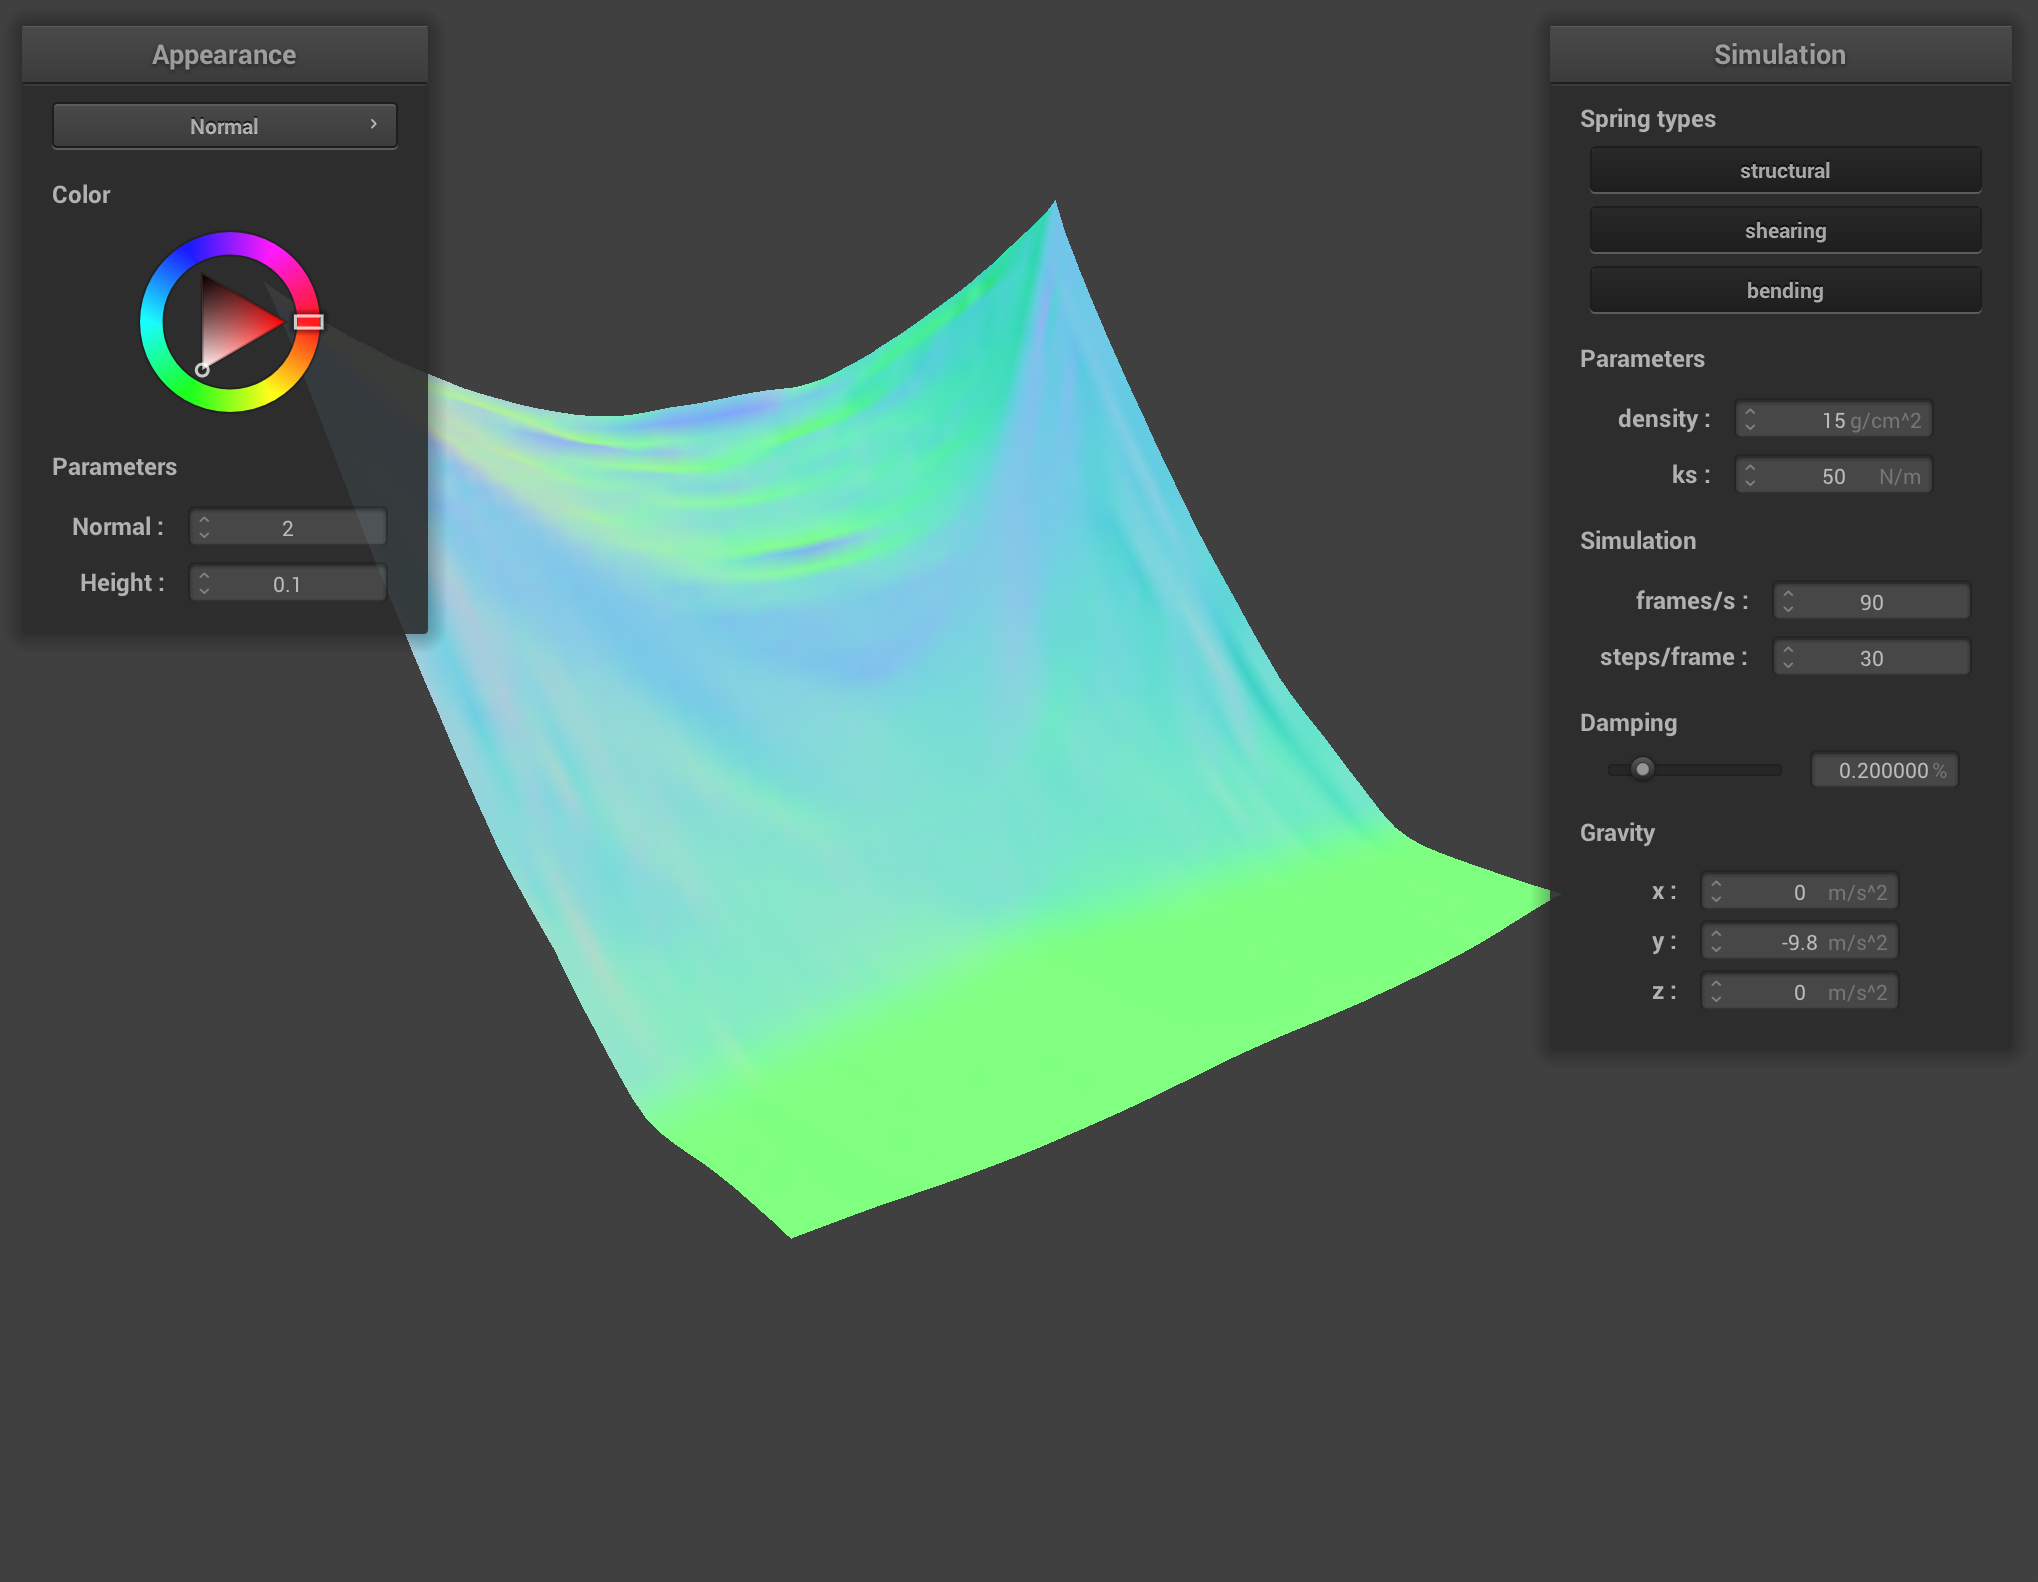 Appearance
Normal
Color
Parameters
Normal : 2
Height : 0.1
Simulation
Spring types
structural
shearing
bending
Parameters
density : 15 g/cm^2
ks : 50 N/m
Simulation
frames/s : 90
steps/frame : 30
Damping
0.200000 %
Gravity
x : 0 m/s^2
y : -9.8 m/s^2
z : 0 m/s^2